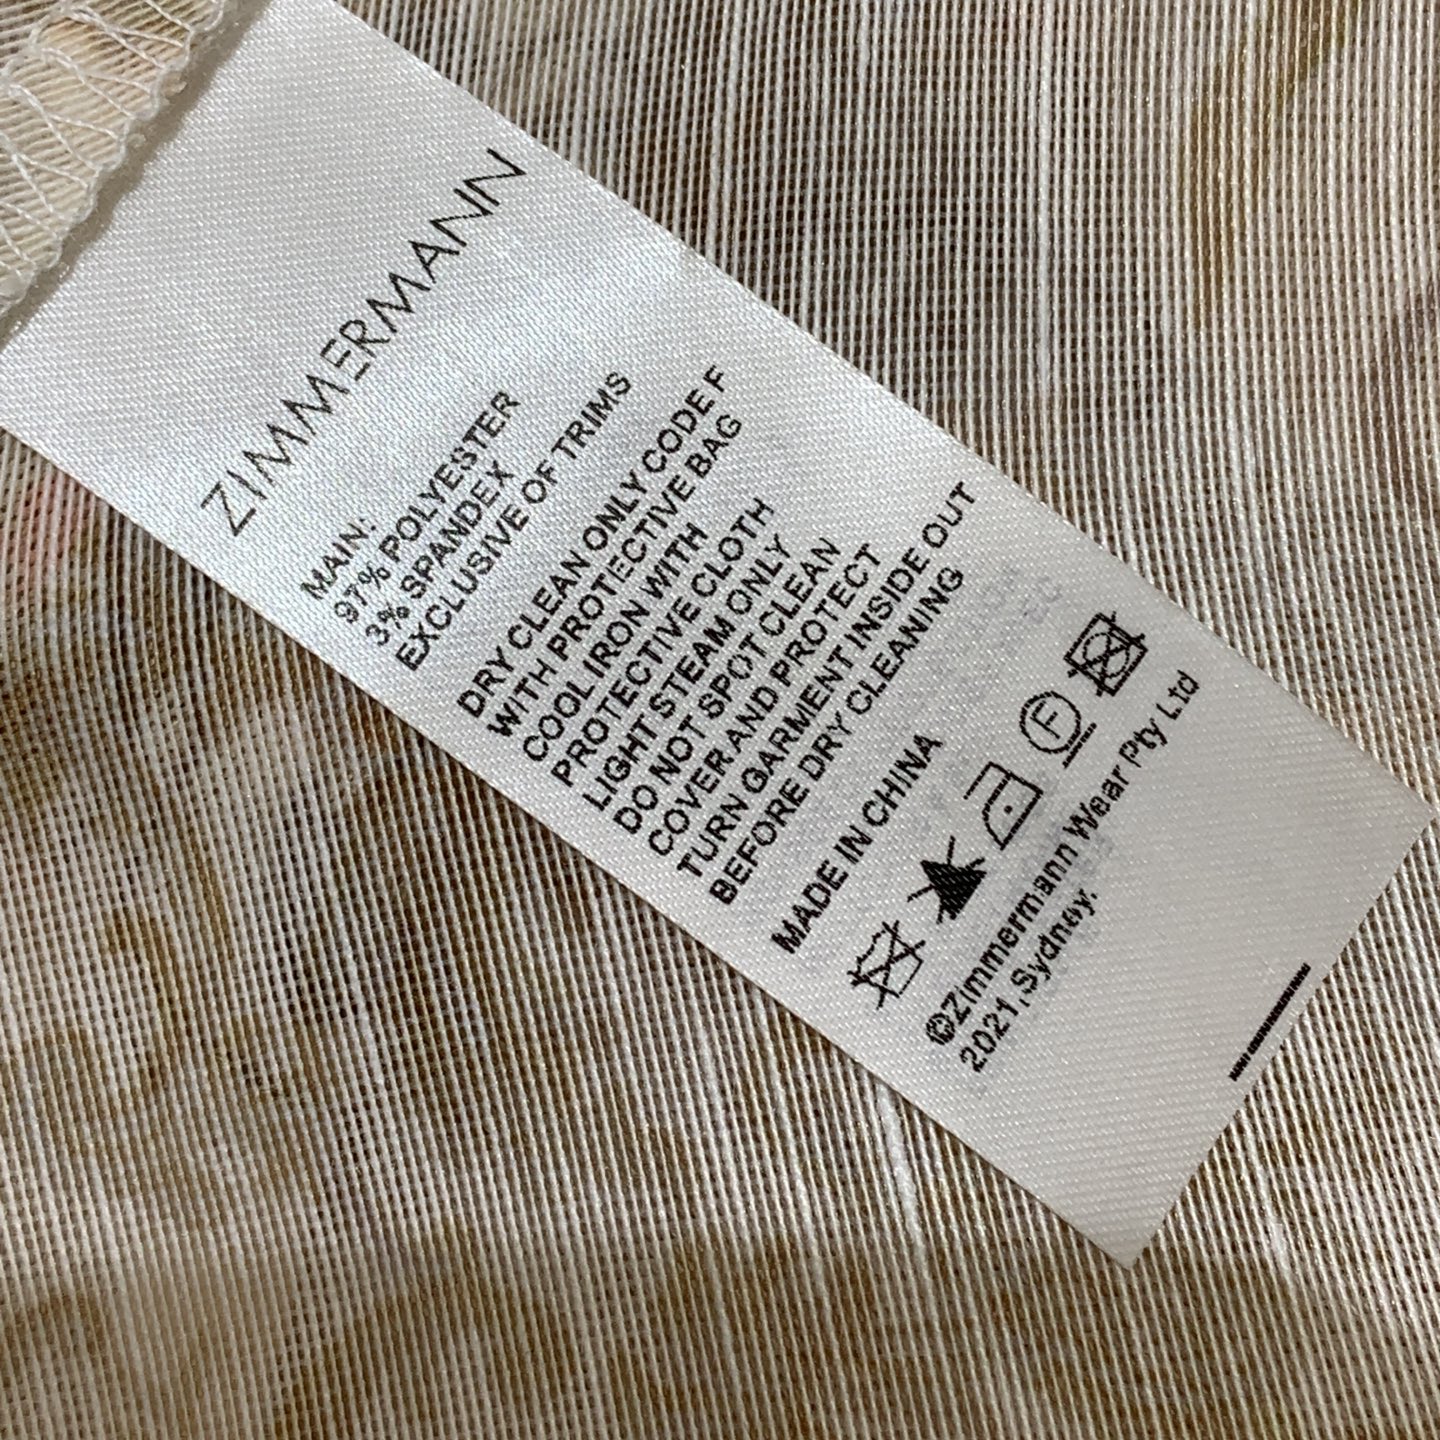 ZIMMERMANN
MAIN:
97% POLYESTER
3% SPANDEX
EXCLUSIVE OF TRIMS
DRY CLEAN ONLY CODE F
WITH PROTECTIVE BAG
COOL IRON WITH
PROTECTIVE CLOTH
LIGHT STEAM ONLY
DO NOT SPOT CLEAN
COVER AND PROTECT
TURN GARMENT INSIDE OUT
BEFORE DRY CLEANING
MADE IN CHINA
F
©Zimmermann Wear Pty Ltd
2021,Sydney.